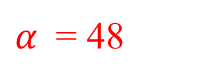 α = 48